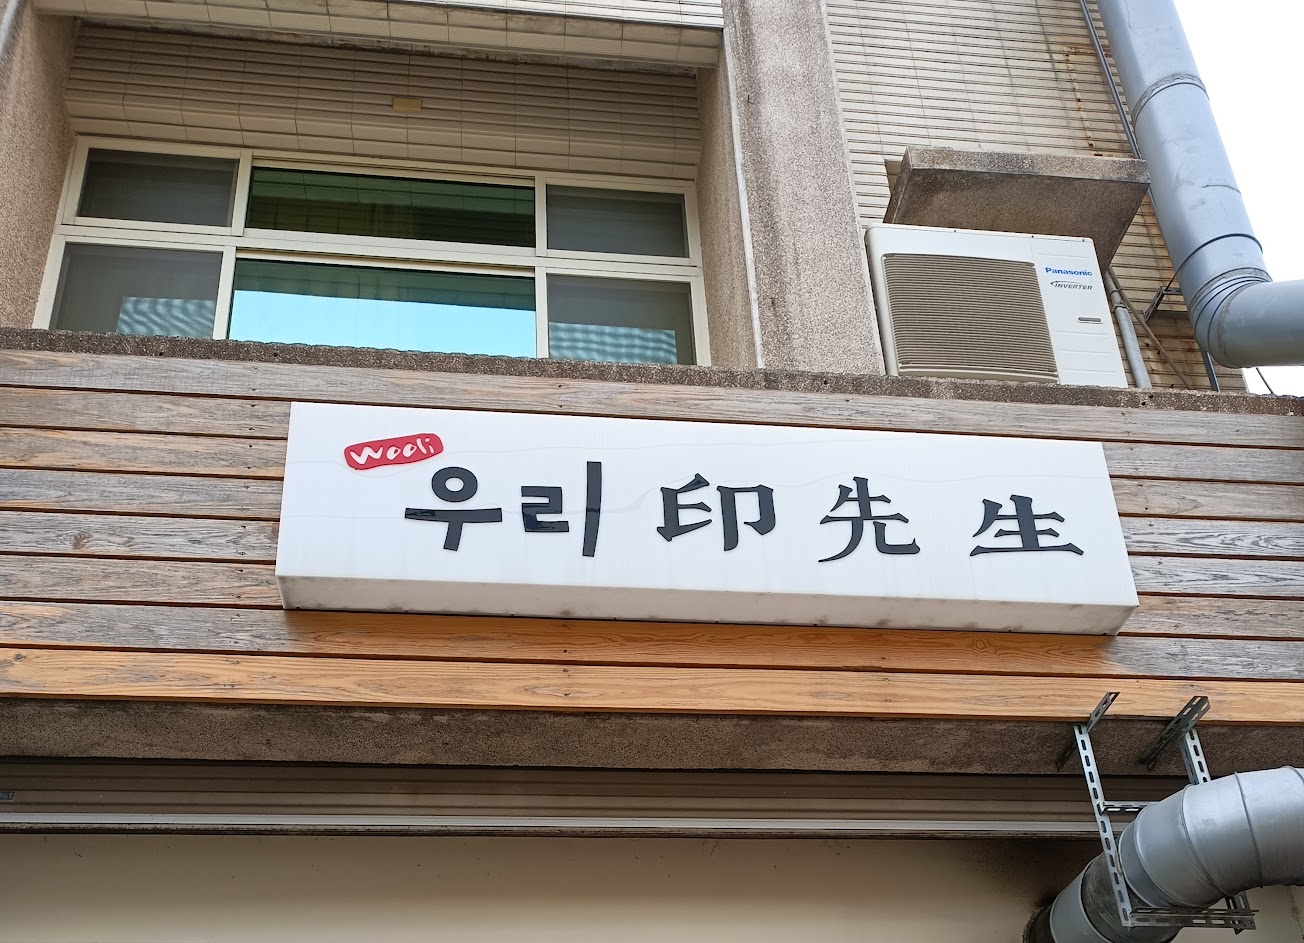 Panasonic
INVERTER
Wooli
우리印先生